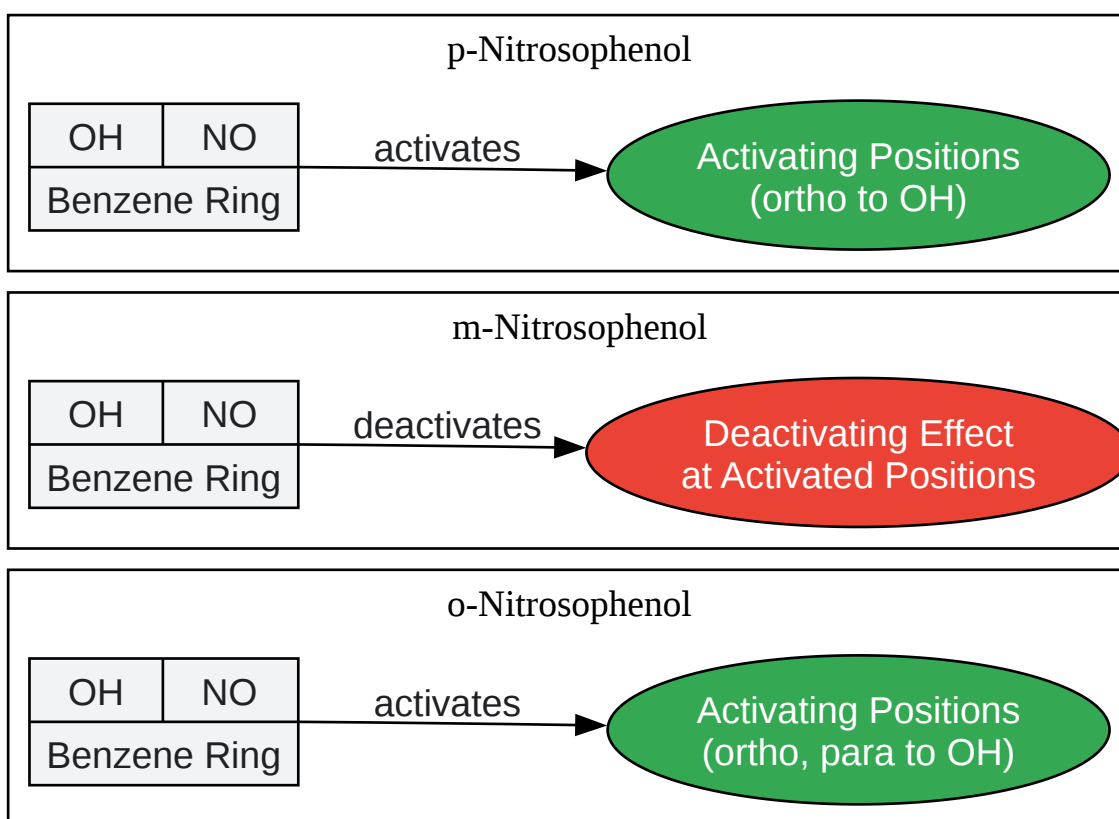 p-Nitrosophenol
OH NO
Benzene Ring
activates
Activating Positions
(ortho to OH)
m-Nitrosophenol
OH NO
Benzene Ring
deactivates
Deactivating Effect
at Activated Positions
o-Nitrosophenol
OH NO
Benzene Ring
activates
Activating Positions
(ortho, para to OH)